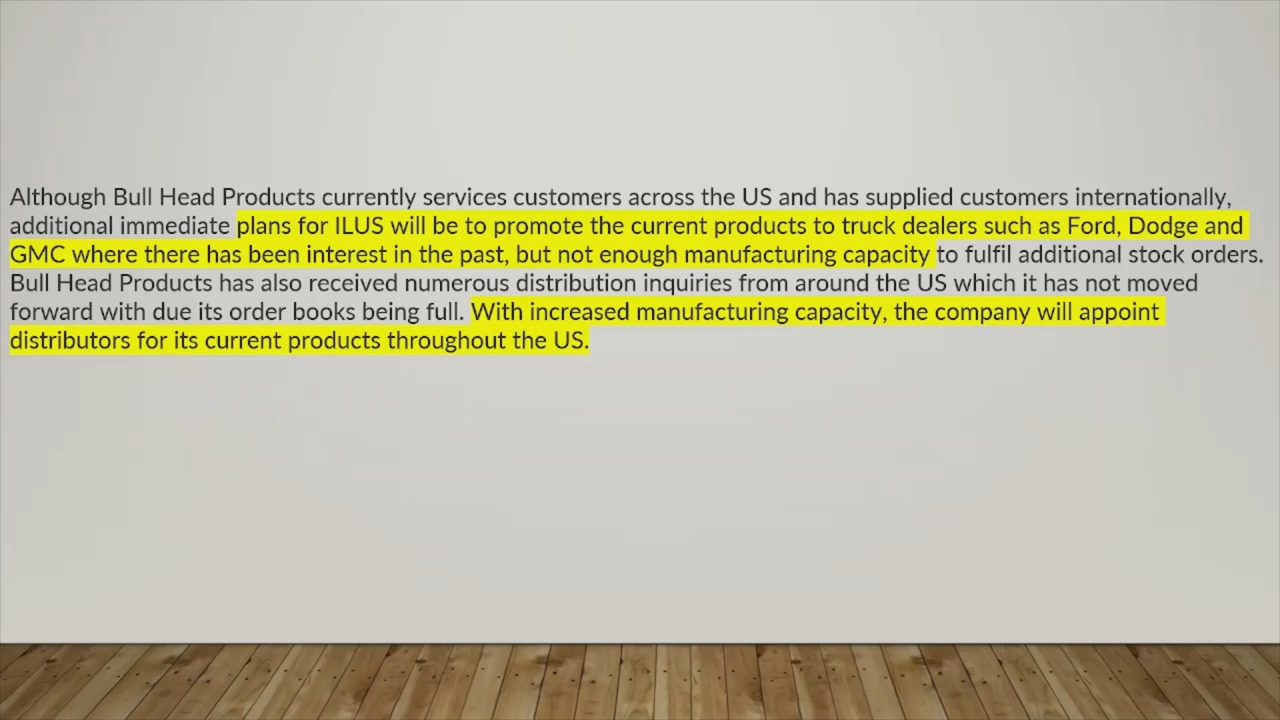 Although Bull Head Products currently services customers across the US and has supplied customers internationally,
additional immediate plans for ILUS will be to promote the current products to truck dealers such as Ford, Dodge and
GMC where there has been interest in the past, but not enough manufacturing capacity to fulfil additional stock orders.
Bull Head Products has also received numerous distribution inquiries from around the US which it has not moved
forward with due its order books being full. With increased manufacturing capacity, the company will appoint
distributors for its current products throughout the US.